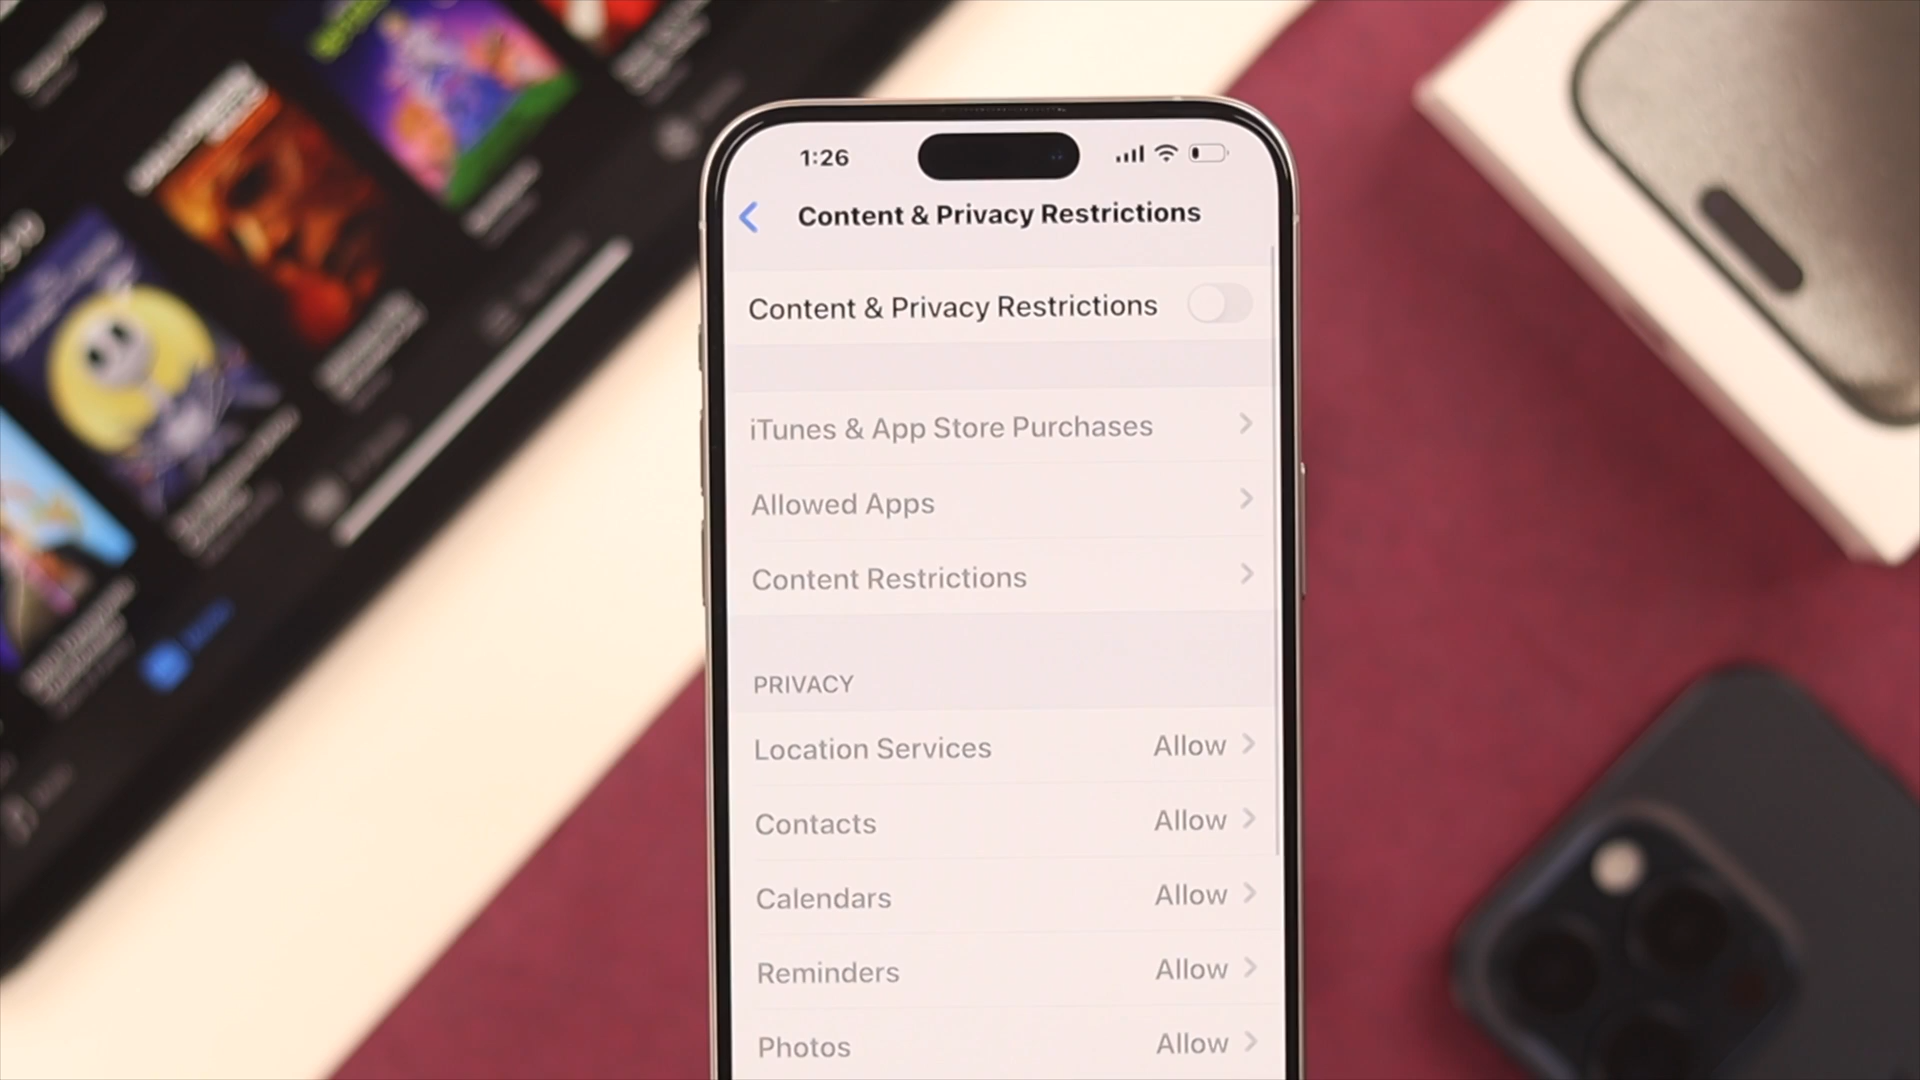 1:26
Content & Privacy Restrictions
Content & Privacy Restrictions
iTunes & App Store Purchases
Allowed Apps
Content Restrictions
PRIVACY
Location Services Allow
Contacts Allow
Calendars Allow
Reminders Allow
Photos Allow